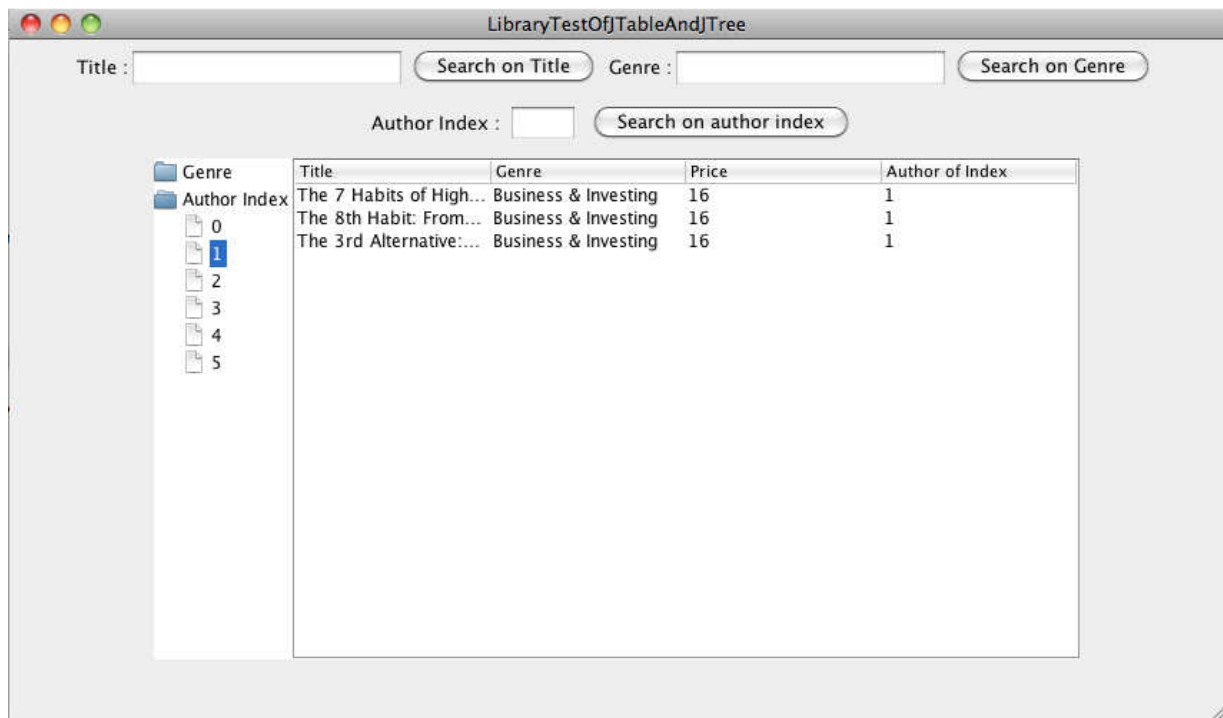 LibraryTestOfJTableAndJTree
Title : Search on Title Genre : Search on Genre
Author Index : Search on author index
Genre
Author Index
0
1
2
3
4
5
Title Genre Price Author of Index
The 7 Habits of High... Business & Investing 16 1
The 8th Habit: From... Business & Investing 16 1
The 3rd Alternative:... Business & Investing 16 1